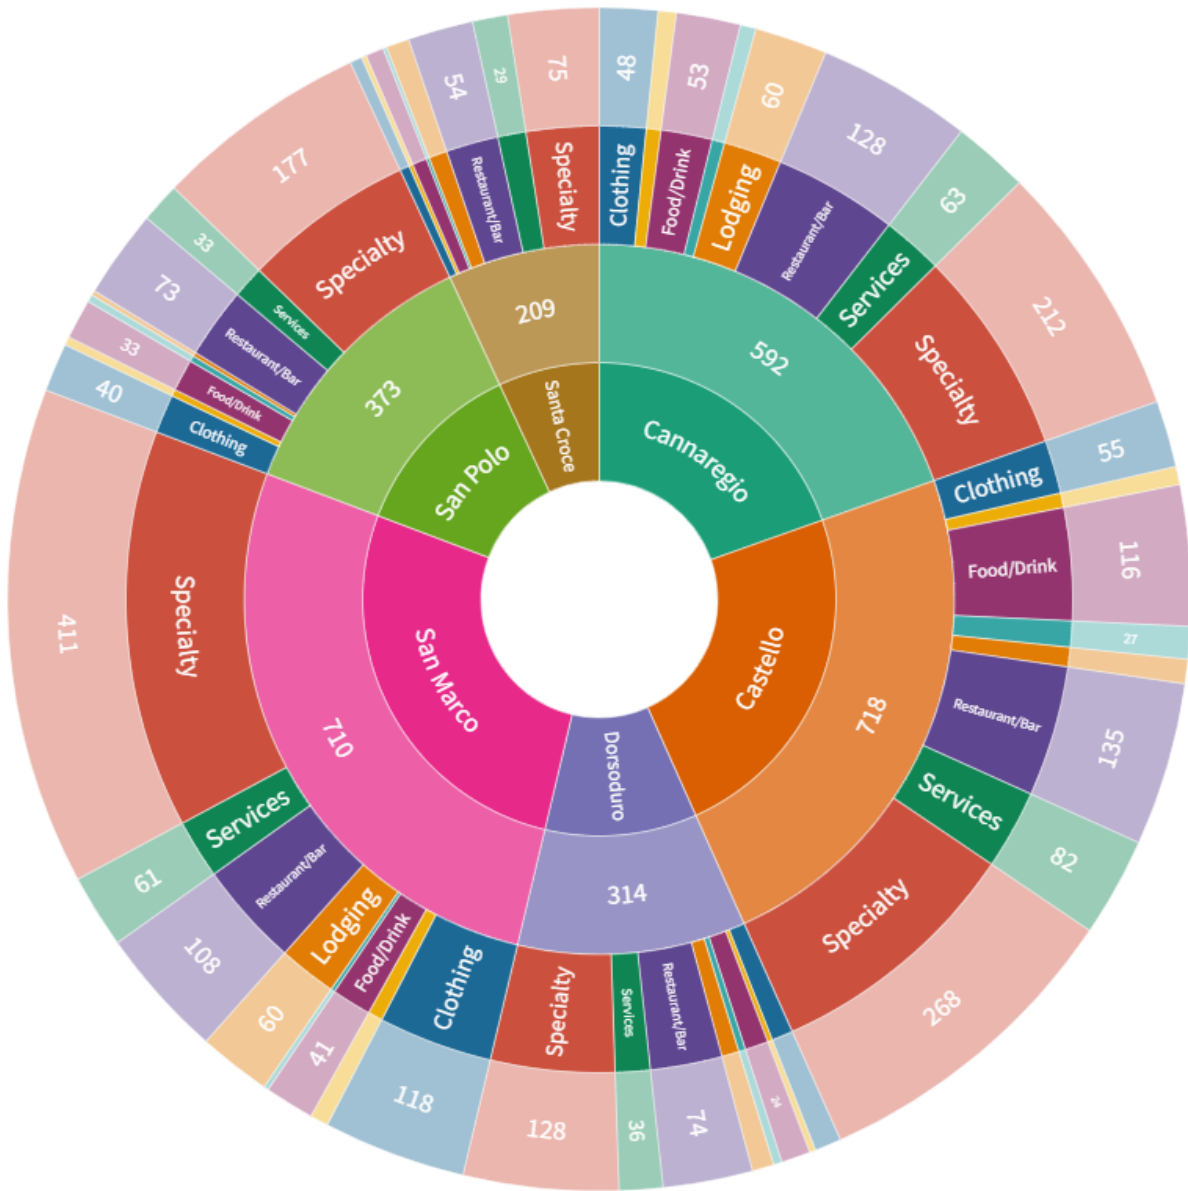 Cannaregio
592
Clothing
48
Food/Drink
53
Lodging
60
Restaurant/Bar
128
Services
63
Specialty
212
Castello
718
Clothing
55
Food/Drink
116
27
Restaurant/Bar
135
Services
82
Specialty
268
Dorsoduro
314
24
Restaurant/Bar
74
Services
36
Specialty
128
San Marco
710
Clothing
118
Food/Drink
41
Lodging
60
Restaurant/Bar
108
Services
61
Specialty
411
San Polo
373
Clothing
40
Food/Drink
33
Restaurant/Bar
73
Services
33
Specialty
177
Santa Croce
209
Restaurant/Bar
54
29
Specialty
75